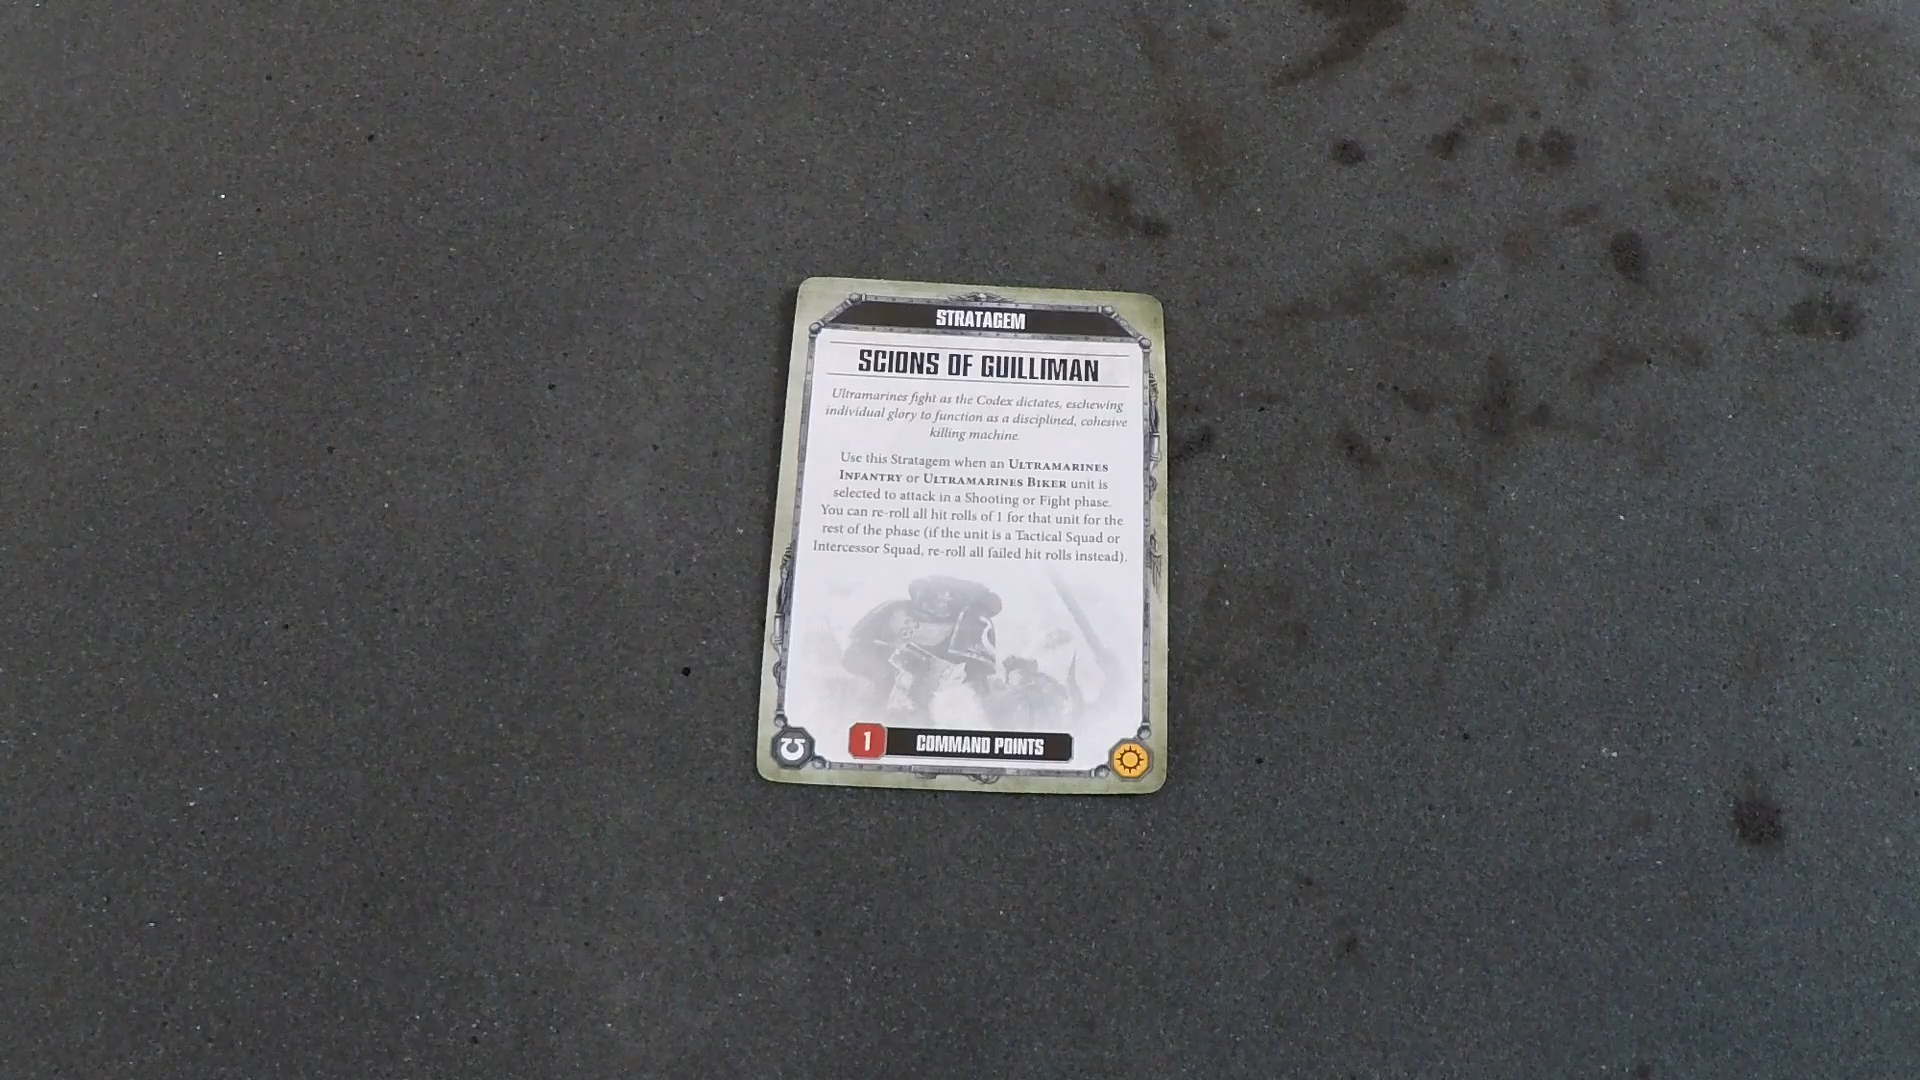 STRATAGEM
SCIONS OF GUILLIMAN
Ultramarines fight as the Codex dictates, eschewing
individual glory to function as a disciplined, cohesive
killing machine.
Use this Stratagem when an ULTRAMARINES
INFANTRY or ULTRAMARINES BIKER unit is
selected to attack in a Shooting or Fight phase.
You can re-roll all hit rolls of 1 for that unit for the
rest of the phase (if the unit is a Tactical Squad or
Intercessor Squad, re-roll all failed hit rolls instead).
1 COMMAND POINTS